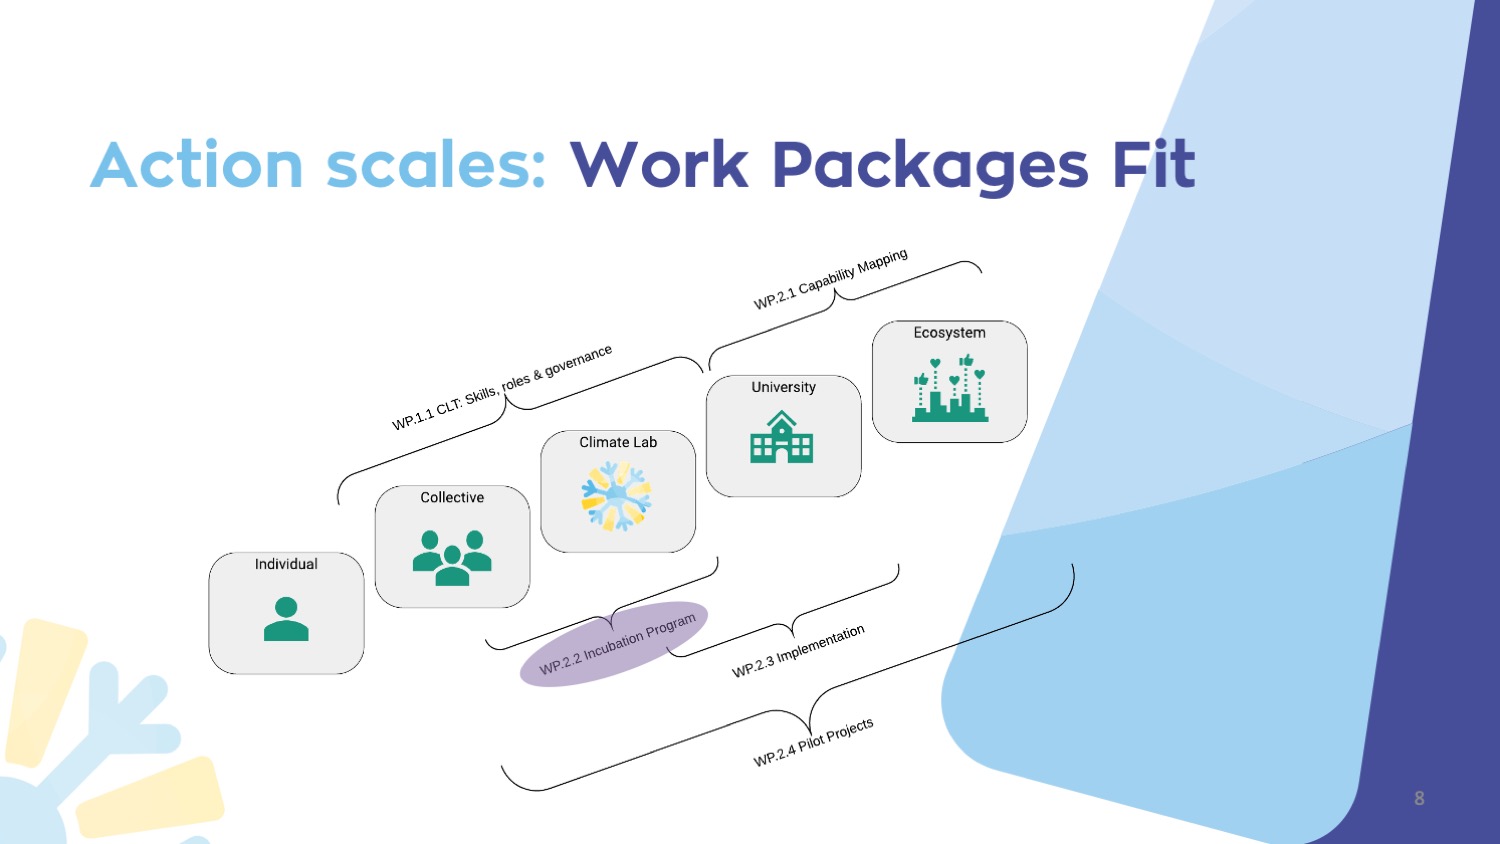 Action scales: Work Packages Fit
WP.2.1 Capability Mapping
Ecosystem
WP.1.1 CLT: Skills, roles & governance
University
Climate Lab
Collective
Individual
WP.2.2 Incubation Program
WP.2.3 Implementation
WP.2.4 Pilot Projects
8